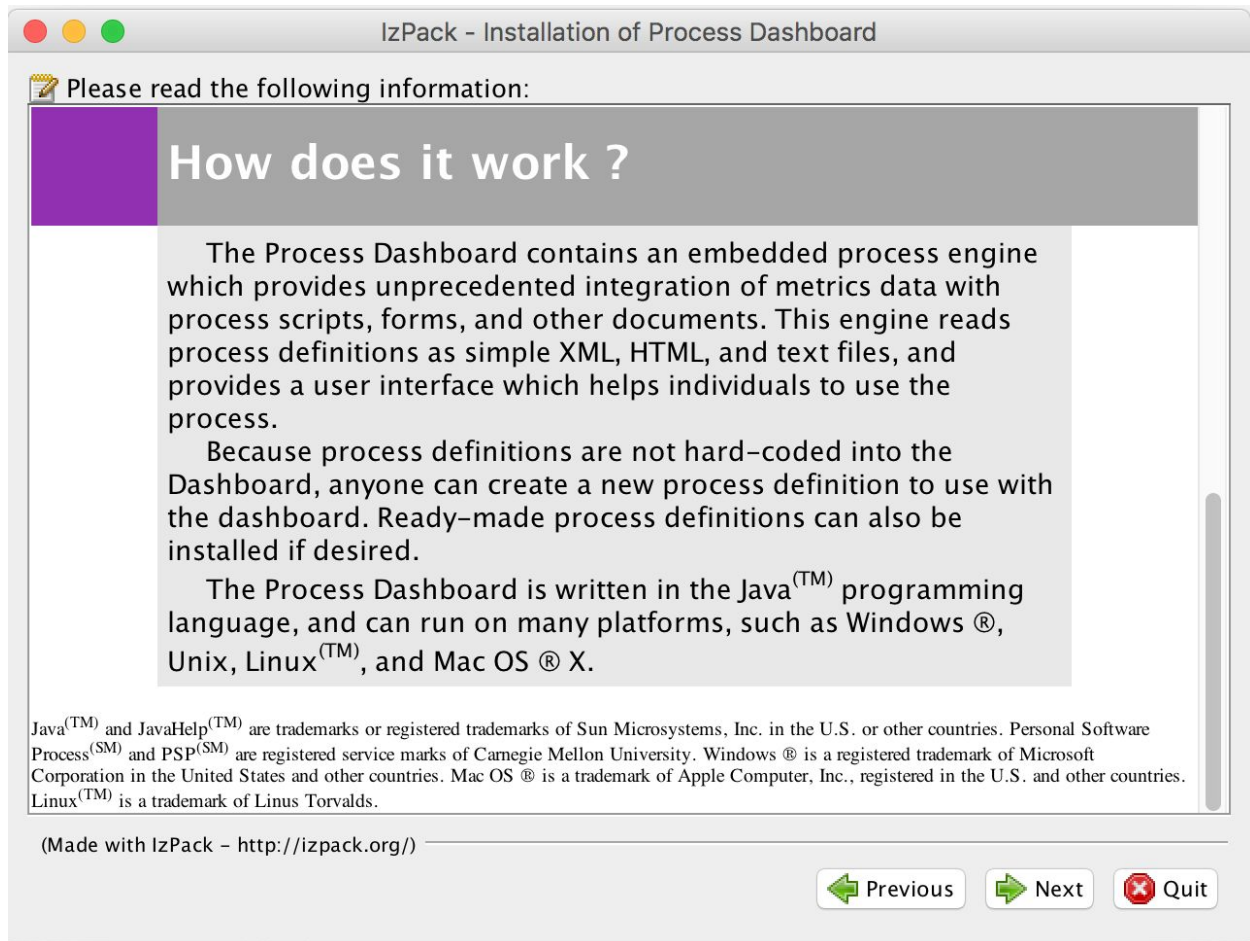 IzPack - Installation of Process Dashboard
Please read the following information:
How does it work ?
The Process Dashboard contains an embedded process engine
which provides unprecedented integration of metrics data with
process scripts, forms, and other documents. This engine reads
process definitions as simple XML, HTML, and text files, and
provides a user interface which helps individuals to use the
process.
Because process definitions are not hard-coded into the
Dashboard, anyone can create a new process definition to use with
the dashboard. Ready-made process definitions can also be
installed if desired.
The Process Dashboard is written in the Java(TM) programming
language, and can run on many platforms, such as Windows ®,
Unix, Linux(TM), and Mac OS ® X.
Java(TM) and JavaHelp(TM) are trademarks or registered trademarks of Sun Microsystems, Inc. in the U.S. or other countries. Personal Software
Process(SM) and PSP(SM) are registered service marks of Carnegie Mellon University. Windows ® is a registered trademark of Microsoft
Corporation in the United States and other countries. Mac OS ® is a trademark of Apple Computer, Inc., registered in the U.S. and other countries.
Linux(TM) is a trademark of Linus Torvalds.
(Made with IzPack - http://izpack.org/)
Previous Next Quit